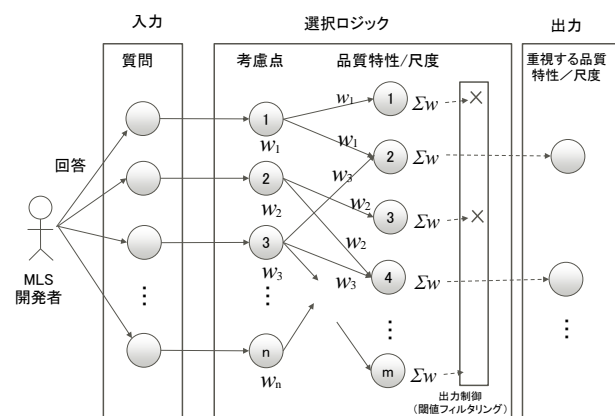 入力
選択ロジック
出力
質問
考慮点
品質特性/尺度
重視する品質
特性／尺度
回答
MLS
開発者
1
w1
2
w2
3
w3
⋮
n
wn
w1
w1
w3
w2
w2
w3
1
Σw
×
2
Σw
3
Σw
×
4
Σw
⋮
m
Σw
⋮
⋮
出力制御
（閾値フィルタリング）